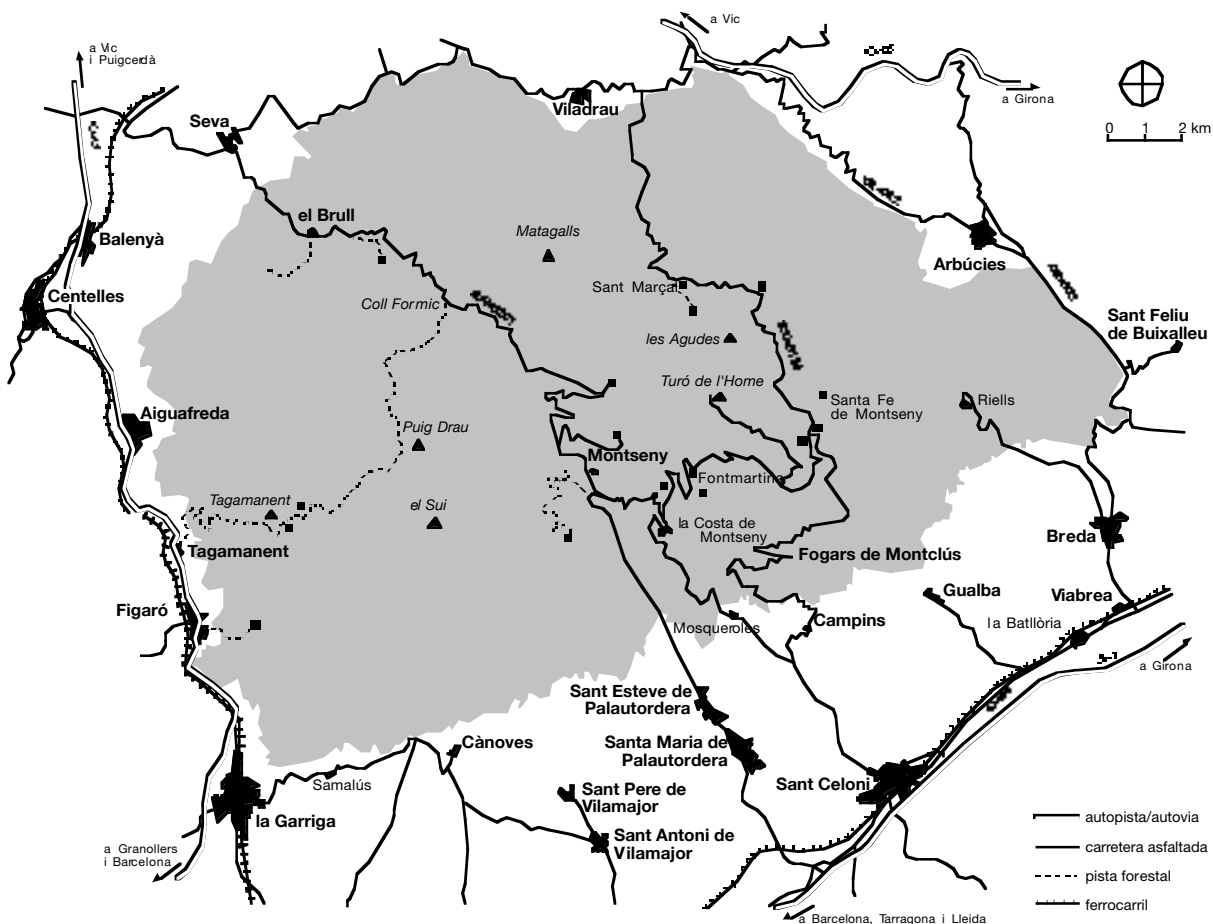 a Vic
a Vic
i Puigcerdà
a Girona
0 1 2 km
Viladrau
Seva
el Brull
Balenyà
Matagalls
Arbúcies
Sant Marçal
Centelles
Coll Formic
Sant Feliu
de Buixalleu
les Agudes
Turó de l'Home
Santa Fe
de Montseny
Riells
Aiguafreda
Puig Drau
Montseny
Fontmartina
Tagamanent
el Sui
la Costa de
Montseny
Tagamanent
Fogars de Montclús
Breda
Figaró
Gualba
Viabrea
Mosqueroles
Campins
la Batllòria
a Girona
Sant Esteve de
Palautordera
Cànoves
Santa Maria de
Palautordera
Samalús
Sant Pere de
Vilamajor
Sant Celoni
la Garriga
Sant Antoni de
Vilamajor
a Granollers
i Barcelona
autopista/autovia
carretera asfaltada
pista forestal
ferrocarril
a Barcelona, Tarragona i Lleida